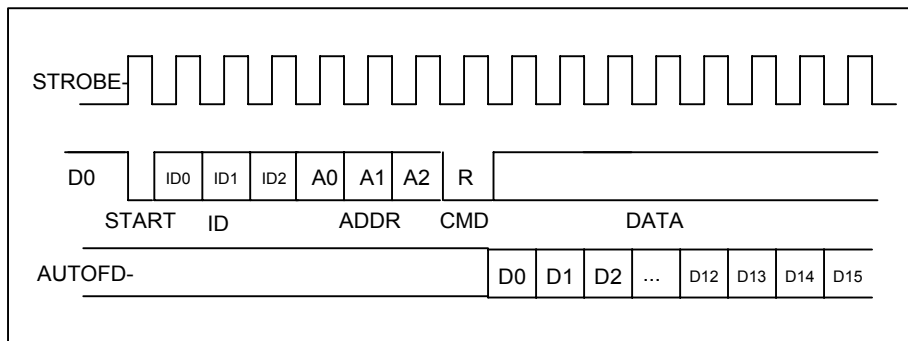 STROBE-
D0 ID0 ID1 ID2 A0 A1 A2 R
START ID ADDR CMD DATA
AUTOFD- D0 D1 D2 ... D12 D13 D14 D15